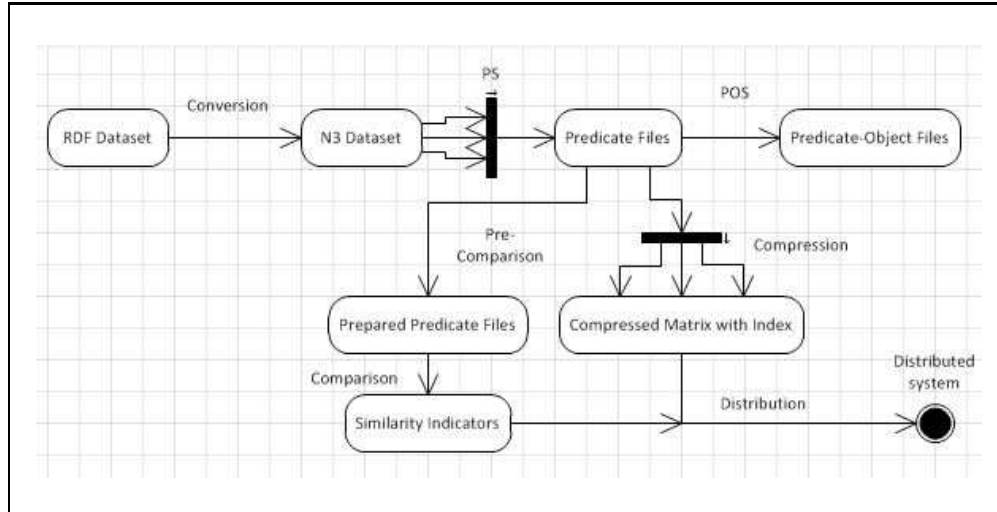 PS
Conversion
POS
RDF Dataset
N3 Dataset
Predicate Files
Predicate-Object Files
Pre-
Comparison
Compression
Prepared Predicate Files
Compressed Matrix with Index
Distributed
system
Comparison
Distribution
Similarity Indicators